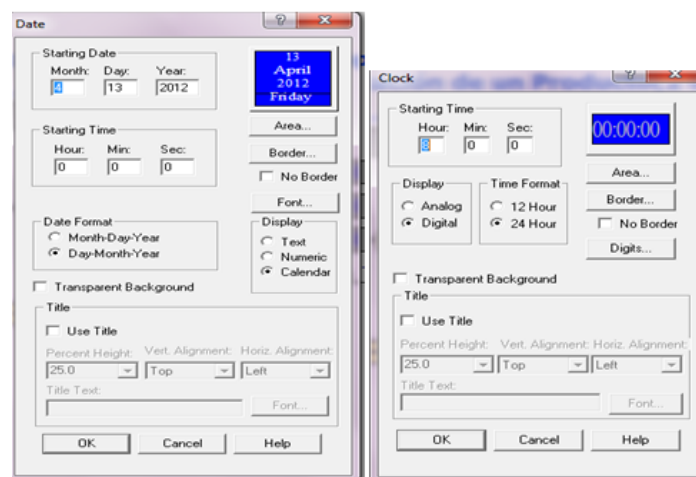 Date
Starting Date
Month: Day: Year:
4 13 2012
13
April
2012
Friday
Starting Time
Hour: Min: Sec:
0 0 0
Area...
Border...
No Border
Font...
Date Format
Month-Day-Year
Day-Month-Year
Display
Text
Numeric
Calendar
Transparent Background
Title
Use Title
Percent Height: Vert. Alignment: Horiz. Alignment:
25.0 Top Left
Title Text:
Font...
OK Cancel Help
Clock
de un Produc
Starting Time
Hour: Min: Sec:
8 0 0
00:00:00
Area...
Display
Analog
Digital
Time Format
12 Hour
24 Hour
Border...
No Border
Digits...
Transparent Background
Title
Use Title
Percent Height: Vert. Alignment: Horiz. Alignment:
25.0 Top Left
Title Text:
Font...
OK Cancel Help